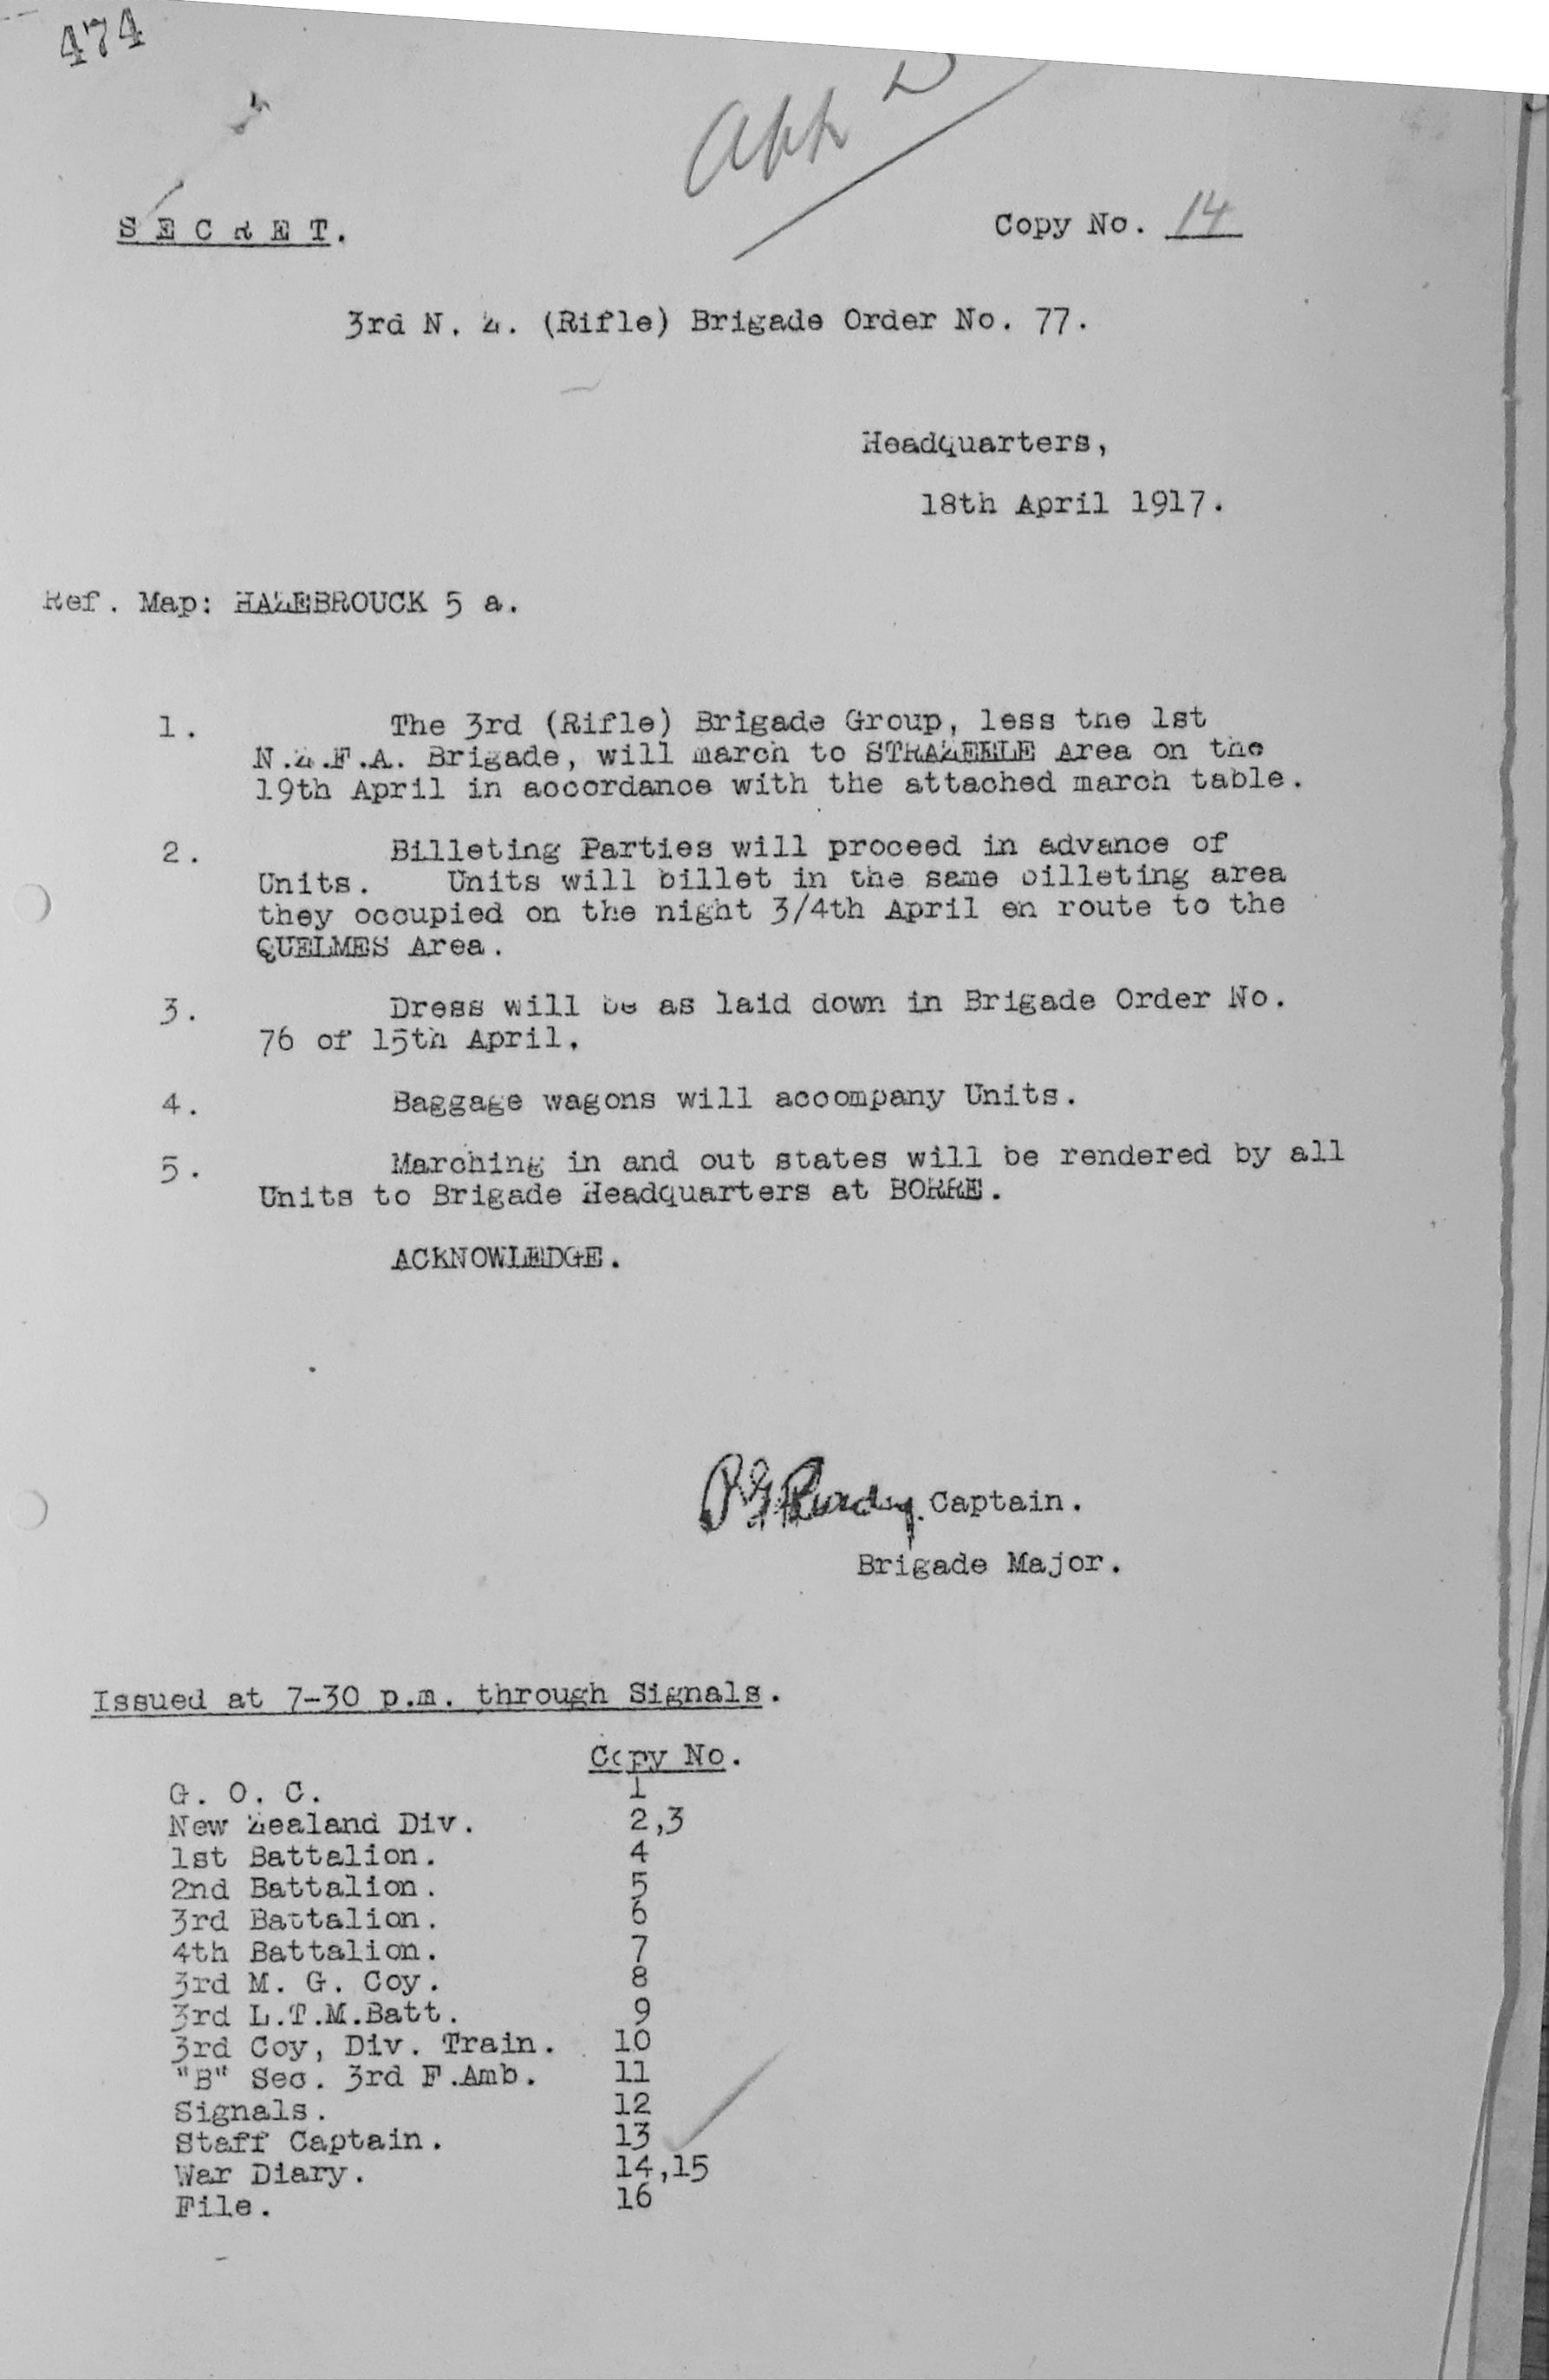 474
App D
S E C R E T.
Copy No. 14
3rd N. Z. (Rifle) Brigade Order No. 77.
Headquarters,
18th April 1917.
Ref. Map: HAZEBROUCK 5 a.
1. The 3rd (Rifle) Brigade Group, less the 1st
N.Z.F.A. Brigade, will march to STRAZEELE Area on the
19th April in accordance with the attached march table.
2. Billeting Parties will proceed in advance of
Units. Units will billet in the same billeting area
they occupied on the night 3/4th April en route to the
QUELMES Area.
3. Dress will be as laid down in Brigade Order No.
76 of 15th April.
4. Baggage wagons will accompany Units.
5. Marching in and out states will be rendered by all
Units to Brigade Headquarters at BORRE.
ACKNOWLEDGE.
Captain.
Brigade Major.
Issued at 7-30 p.m. through Signals.
Copy No.
G. O. C. 1
New Zealand Div. 2,3
1st Battalion. 4
2nd Battalion. 5
3rd Battalion. 6
4th Battalion. 7
3rd M. G. Coy. 8
3rd L.T.M.Batt. 9
3rd Coy, Div. Train. 10
"B" Sec. 3rd F.Amb. 11
Signals. 12
Staff Captain. 13
War Diary. 14,15
File. 16